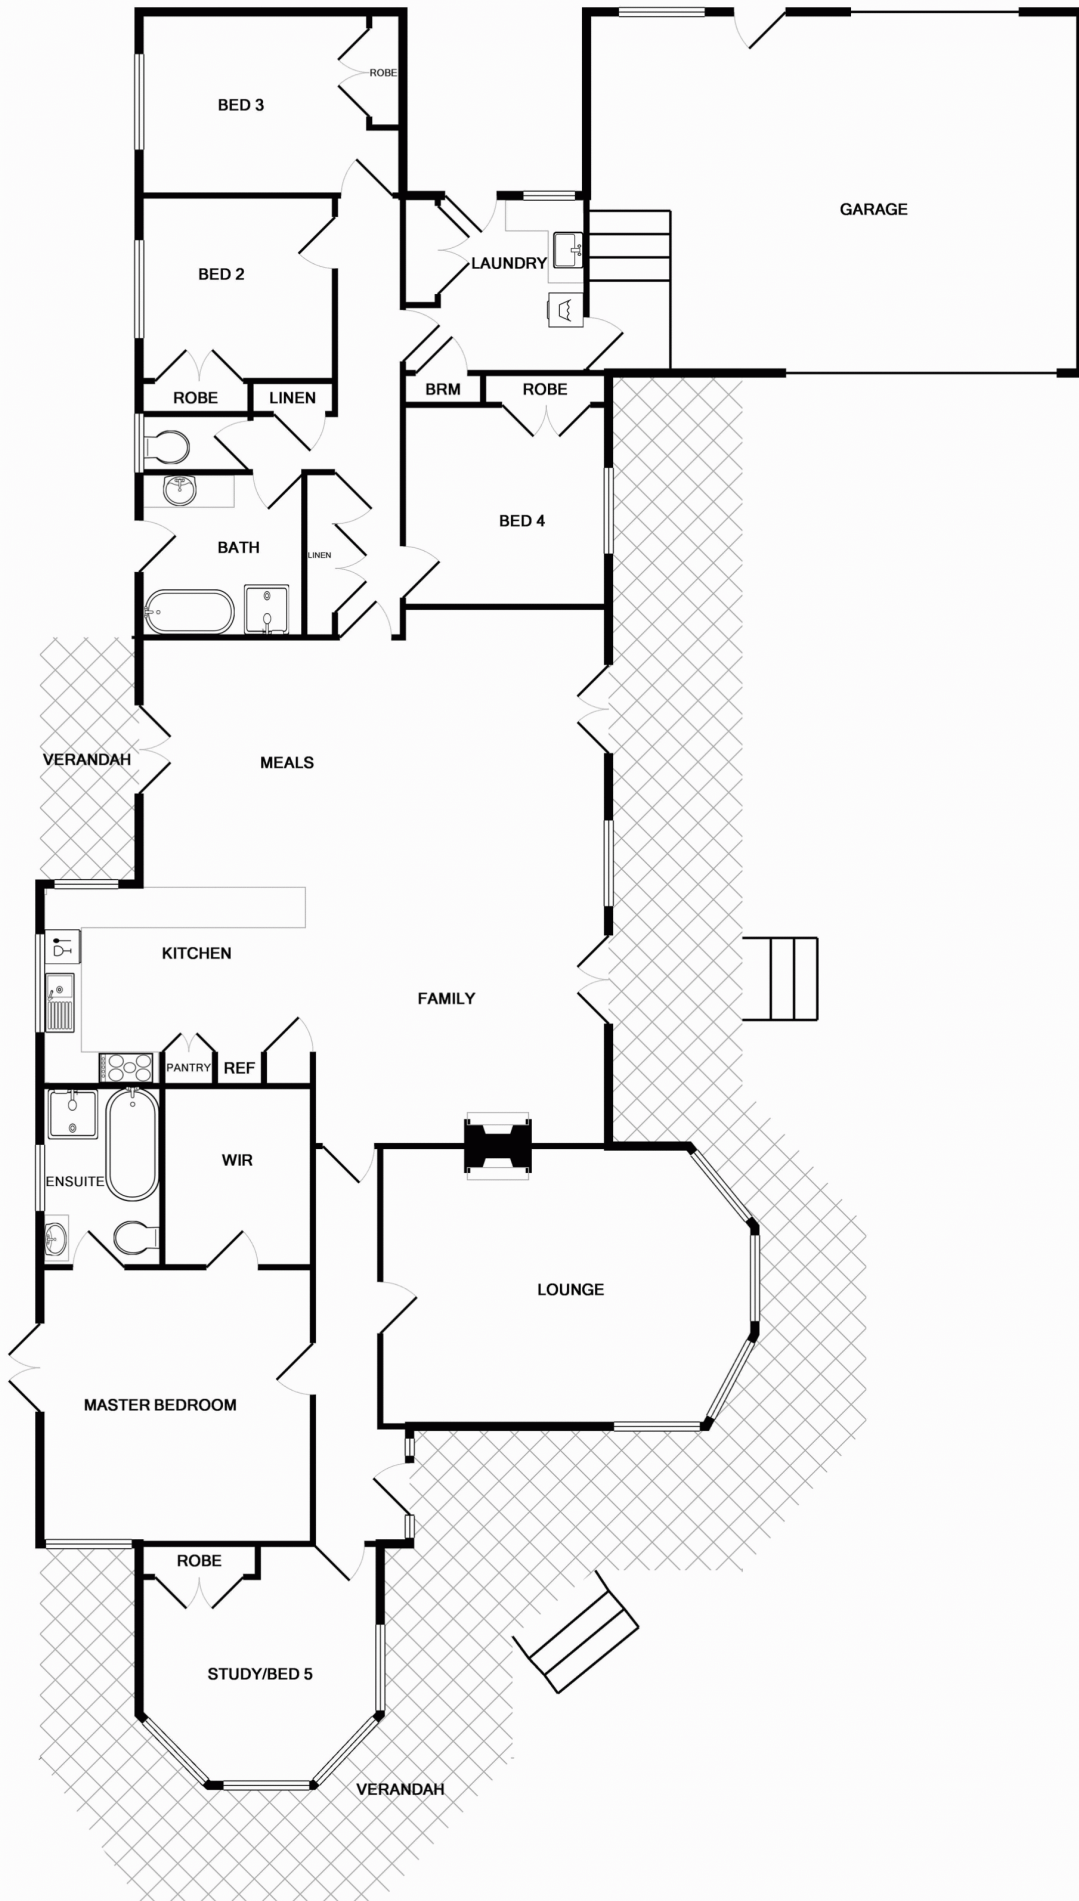 ROBE
BED 3
GARAGE
LAUNDRY
BED 2
BRM
ROBE
ROBE
LINEN
BED 4
BATH
LINEN
VERANDAH
MEALS
KITCHEN
FAMILY
PANTRY
REF
WIR
ENSUITE
LOUNGE
MASTER BEDROOM
ROBE
STUDY/BED 5
VERANDAH